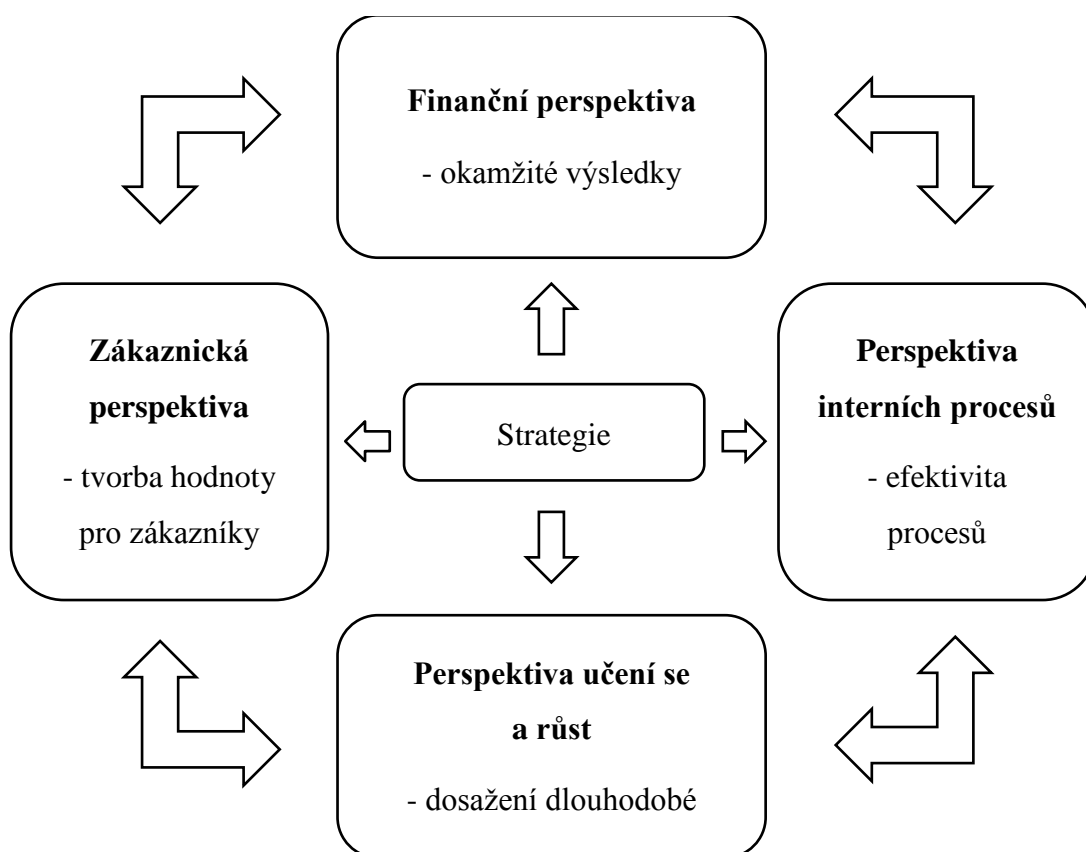 Finanční perspektiva
- okamžité výsledky
Zákaznická
perspektiva
- tvorba hodnoty
pro zákazníky
Strategie
Perspektiva
interních procesů
- efektivita
procesů
Perspektiva učení se
a růst
- dosažení dlouhodobé